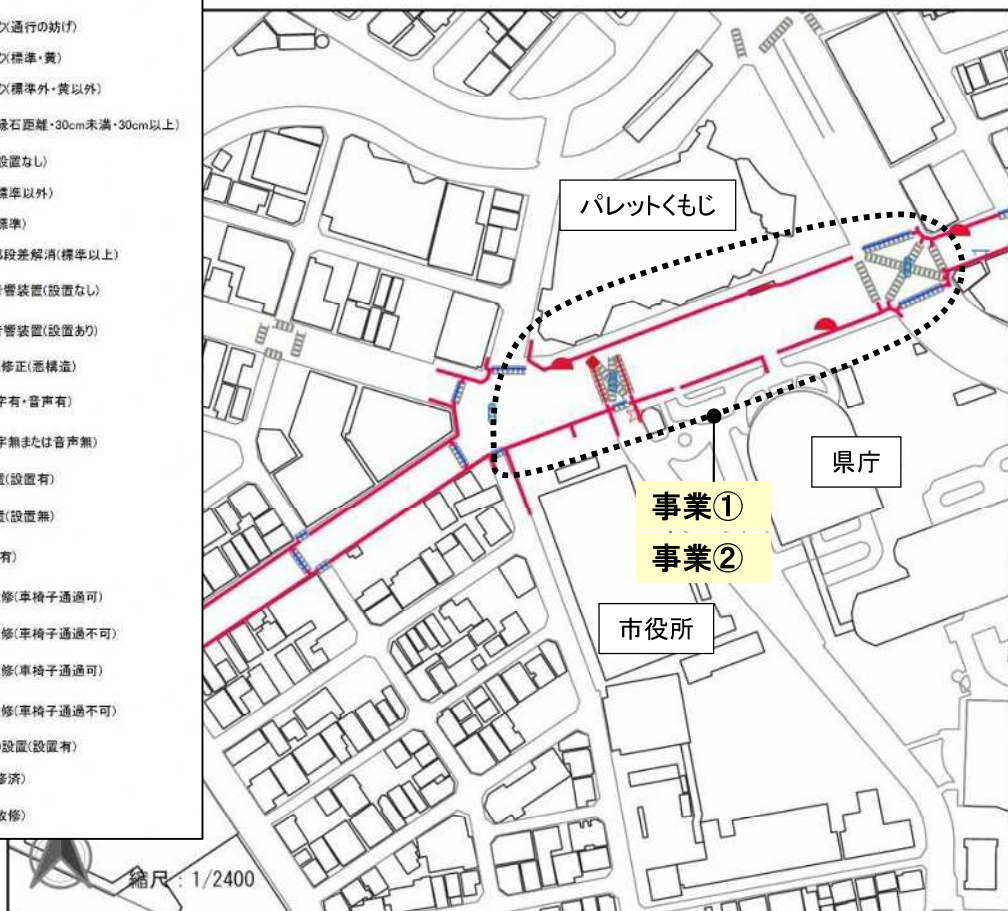 (通行の妨げ)
(標準・黄)
(標準外・黄以外)
縁石距離・30cm未満・30cm以上)
設置なし)
標準以外)
標準)
段差解消(標準以上)
音響装置(設置なし)
音響装置(設置あり)
修正(悪構造)
字有・音声有)
字無または音声無)
置(設置有)
置(設置無)
有)
修(車椅子通過可)
修(車椅子通過不可)
修(車椅子通過可)
修(車椅子通過不可)
設置(設置有)
修済)
改修)
縮尺:1/2400
パレットくもじ
県庁
事業①
事業②
市役所